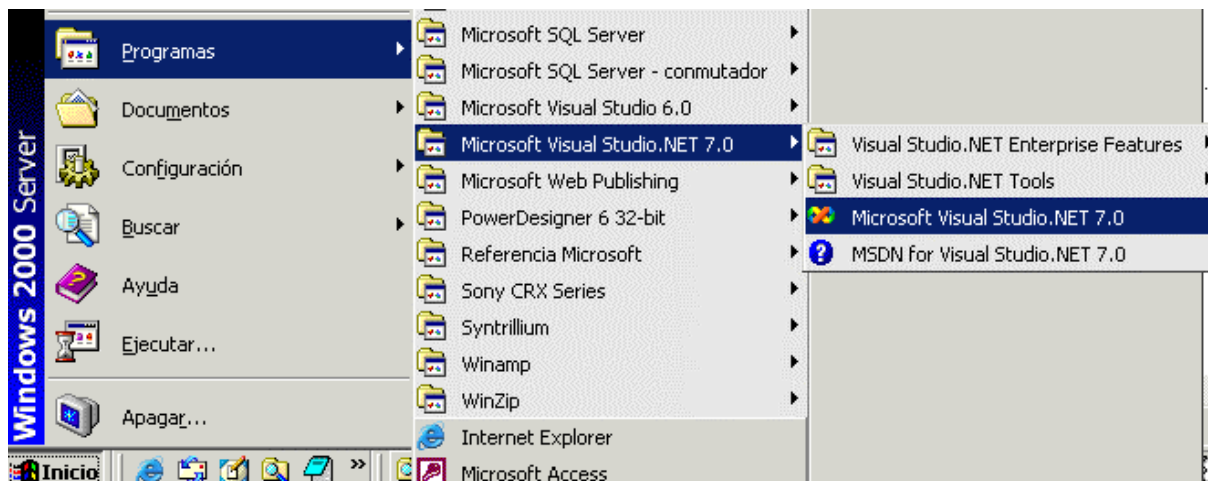 Windows 2000 Server
Programas
Documentos
Configuración
Buscar
Ayuda
Ejecutar...
Apagar...
Inicio
»
Microsoft SQL Server
Microsoft SQL Server - conmutador
Microsoft Visual Studio 6.0
Microsoft Visual Studio.NET 7.0
Microsoft Web Publishing
PowerDesigner 6 32-bit
Referencia Microsoft
Sony CRX Series
Syntrillium
Winamp
WinZip
Internet Explorer
Microsoft Access
Visual Studio.NET Enterprise Features
Visual Studio.NET Tools
Microsoft Visual Studio.NET 7.0
MSDN for Visual Studio.NET 7.0